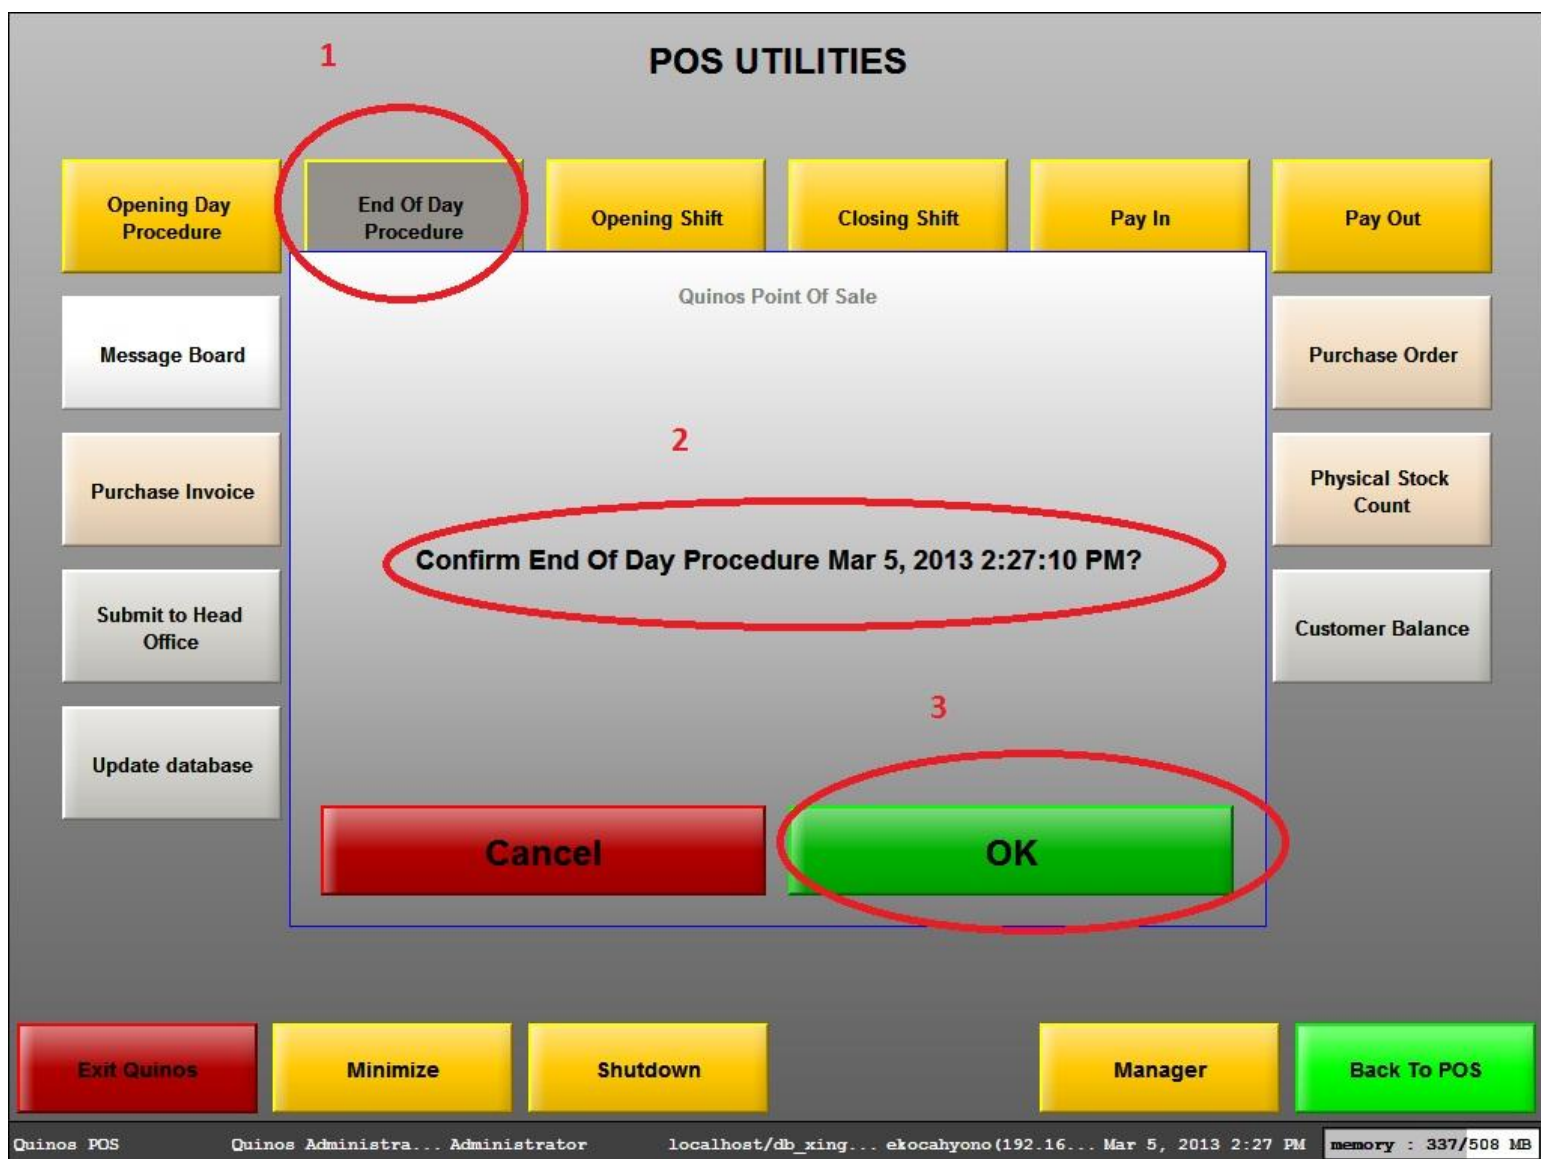 1
POS UTILITIES
Opening Day
Procedure
End Of Day
Procedure
Opening Shift
Closing Shift
Pay In
Pay Out
Quinos Point Of Sale
Message Board
Purchase Order
2
Purchase Invoice
Physical Stock
Count
Confirm End Of Day Procedure Mar 5, 2013 2:27:10 PM?
Submit to Head
Office
Customer Balance
3
Update database
Cancel
OK
Exit Quinos
Minimize
Shutdown
Manager
Back To POS
Quinos POS Quinos Administra... Administrator localhost/db_xing... ekocahyono(192.16... Mar 5, 2013 2:27 PM memory : 337/508 MB